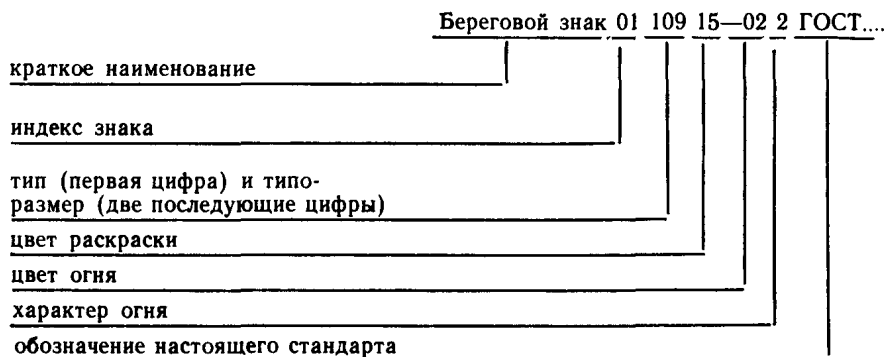 Береговой знак 01 109 15—02 2 ГОСТ....
краткое наименование
индекс знака
тип (первая цифра) и типо-
размер (две последующие цифры)
цвет раскраски
цвет огня
характер огня
обозначение настоящего стандарта